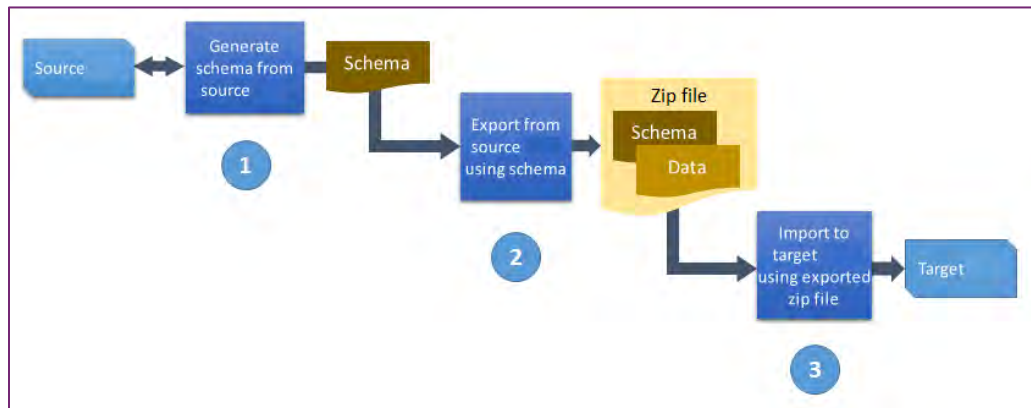 Source
Generate
schema from
source
Schema
1
Export from
source
using schema
2
Zip file
Schema
Data
Import to
target
using exported
zip file
3
Target